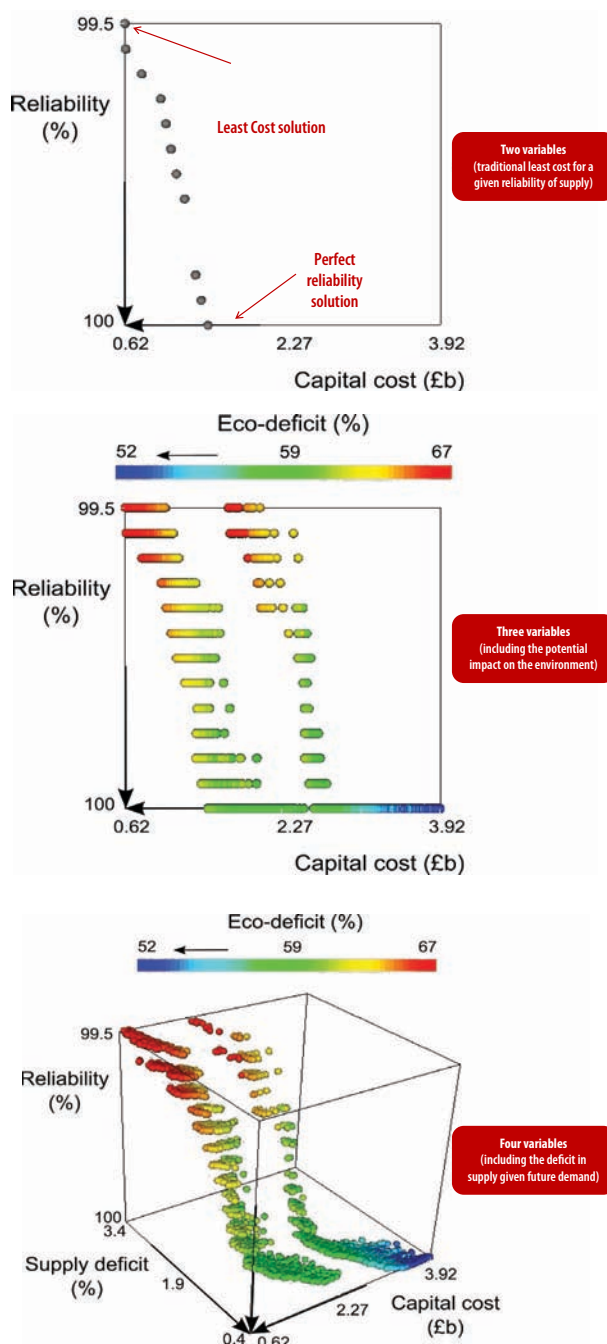 99.5
Reliability
(%)
Least Cost solution
Two variables
(traditional least cost for a
given reliability of supply)
Perfect
reliability
solution
100
0.62
2.27
3.92
Capital cost (£b)
Eco-deficit (%)
52
59
67
99.5
Reliability
(%)
Three variables
(including the potential
impact on the environment)
100
0.62
2.27
3.92
Capital cost (£b)
Eco-deficit (%)
52
59
67
99.5
Reliability
(%)
Four variables
(including the deficit in
supply given future demand)
100
3.4
Supply deficit
(%)
1.9
0.4
0.62
2.27
3.92
Capital cost
(£b)